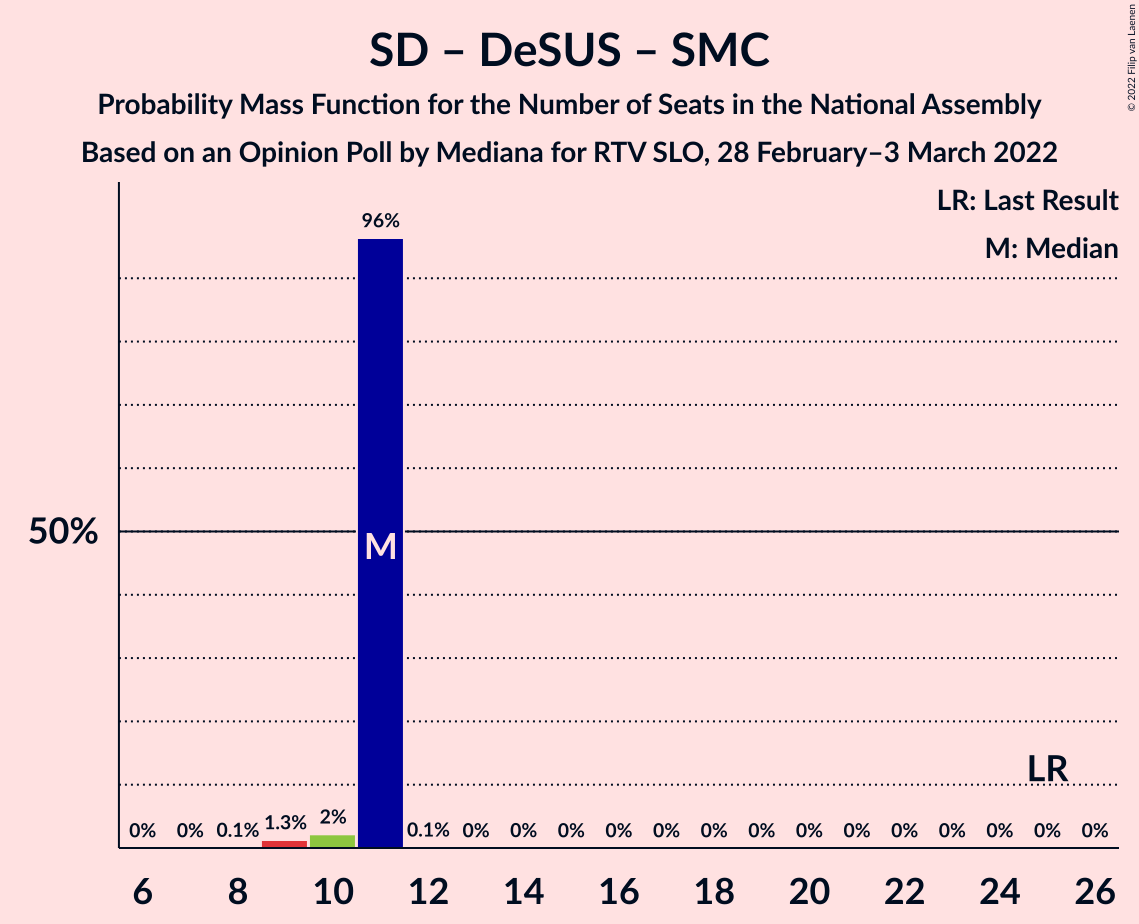 SD – DeSUS – SMC
Probability Mass Function for the Number of Seats in the National Assembly
Based on an Opinion Poll by Mediana for RTV SLO, 28 February–3 March 2022
© 2022 Filip van Laenen
LR: Last Result
M: Median
96%
50%
M
LR
0% 0% 0.1% 1.3% 2% 0.1% 0% 0% 0% 0% 0% 0% 0% 0% 0% 0% 0% 0% 0% 0%
6 8 10 12 14 16 18 20 22 24 26